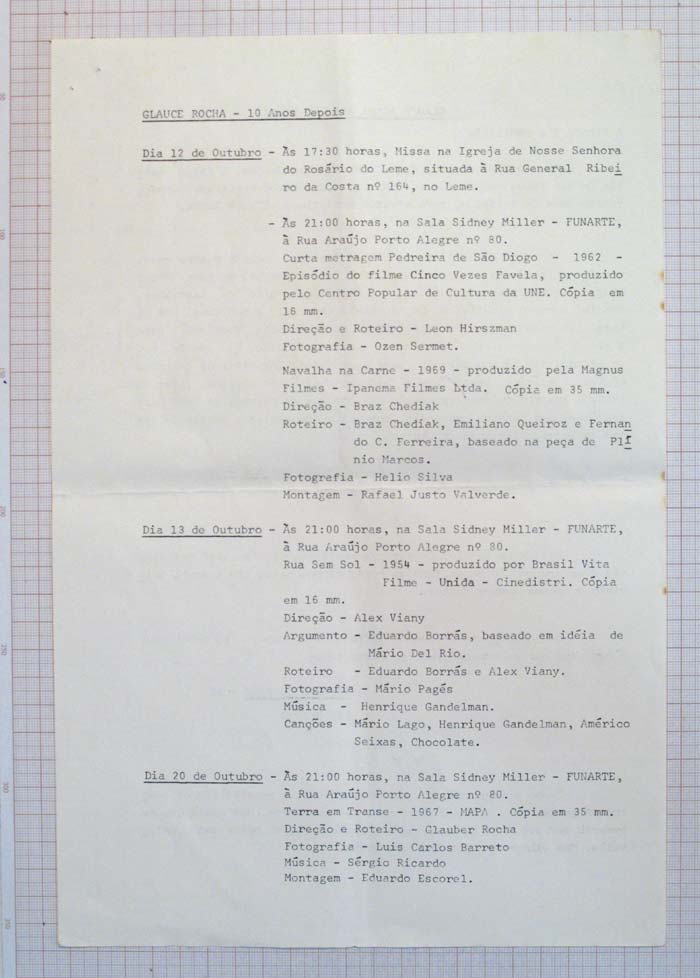 GLAUCE ROCHA - 10 Anos Depois
Dia 12 de Outubro - Às 17:30 horas, Missa na Igreja de Nosse Senhora
do Rosário do Leme, situada à Rua General Ribei
ro da Costa nº 164, no Leme.
- Às 21:00 horas, na Sala Sidney Miller - FUNARTE,
à Rua Araújo Porto Alegre nº 80.
Curta metragem Pedreira de São Diogo - 1962 -
Episódio do filme Cinco Vezes Favela, produzido
pelo Centro Popular de Cultura da UNE. Cópia em
16 mm.
Direção e Roteiro - Leon Hirszman
Fotografia - Ozen Sermet.
Navalha na Carne - 1969 - produzido pela Magnus
Filmes - Ipanema Filmes Ltda. Cópia em 35 mm.
Direção - Braz Chediak
Roteiro - Braz Chediak, Emiliano Queiroz e Fernan
do C. Ferreira, baseado na peça de Plí
nio Marcos.
Fotografia - Helio Silva
Montagem - Rafael Justo Valverde.
Dia 13 de Outubro - Às 21:00 horas, na Sala Sidney Miller - FUNARTE,
à Rua Araújo Porto Alegre nº 80.
Rua Sem Sol - 1954 - produzido por Brasil Vita
Filme - Unida - Cinedistri. Cópia
em 16 mm.
Direção - Alex Viany
Argumento - Eduardo Borrás, baseado em idéia de
Mário Del Rio.
Roteiro - Eduardo Borrás e Alex Viany.
Fotografia - Mário Pagés
Música - Henrique Gandelman.
Canções - Mário Lago, Henrique Gandelman, Américo
Seixas, Chocolate.
Dia 20 de Outubro - Às 21:00 horas, na Sala Sidney Miller - FUNARTE,
à Rua Araújo Porto Alegre nº 80.
Terra em Transe - 1967 - MAPA . Cópia em 35 mm.
Direção e Roteiro - Glauber Rocha
Fotografia - Luis Carlos Barreto
Música - Sérgio Ricardo
Montagem - Eduardo Escorel.